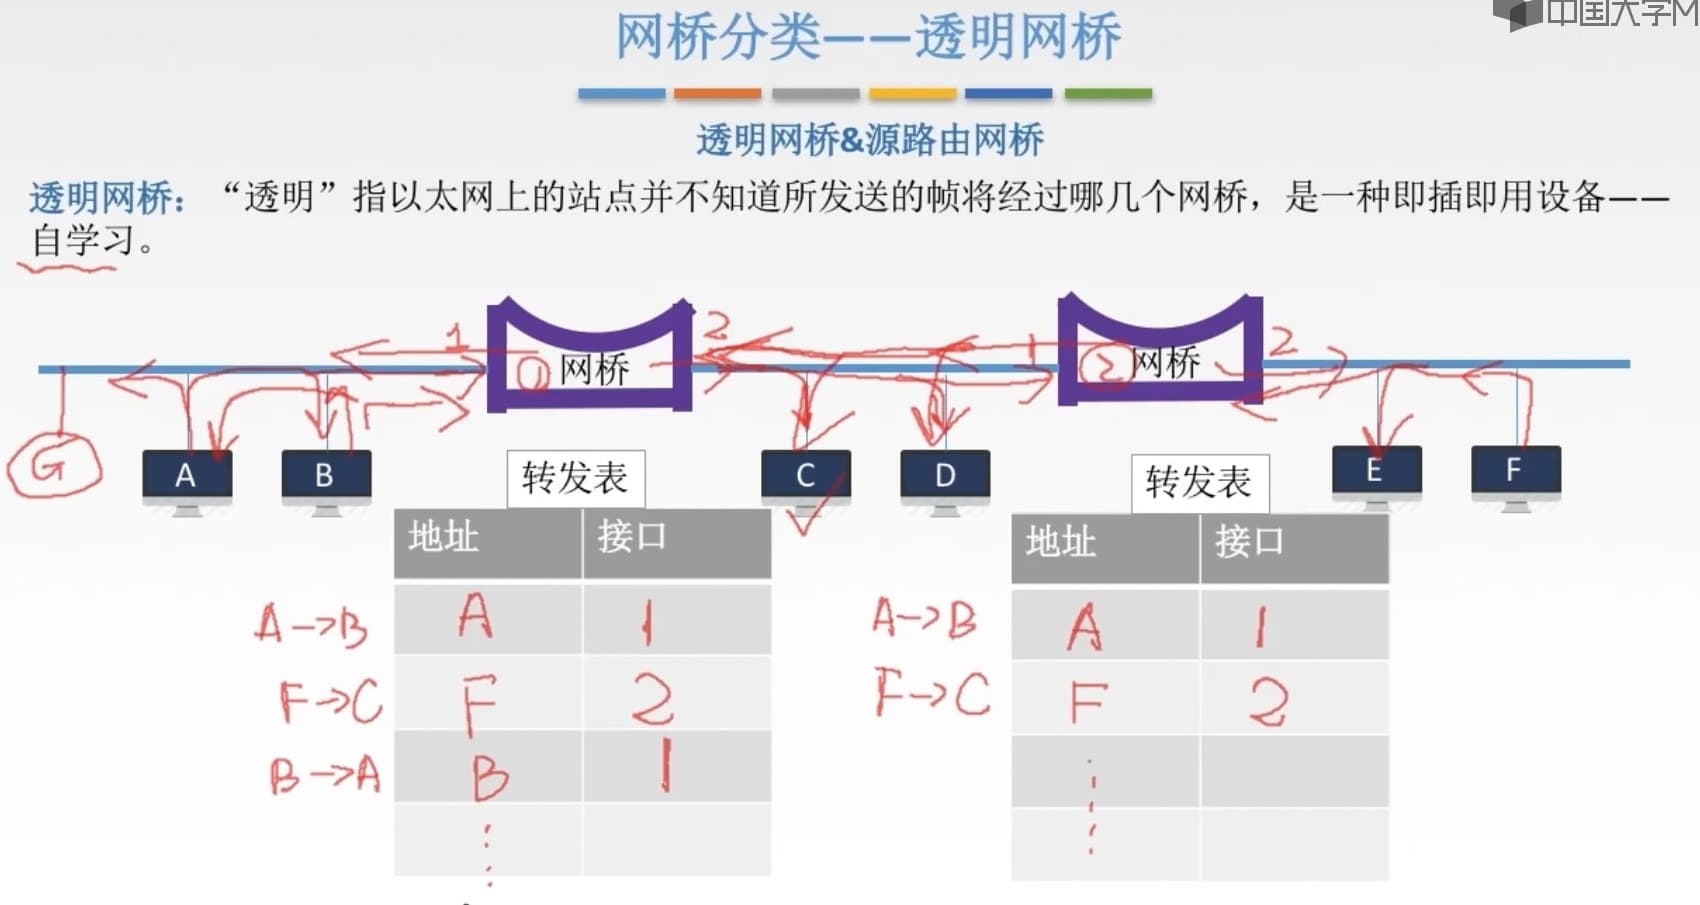 中国大学M
网桥分类——透明网桥
透明网桥&源路由网桥
透明网桥：“透明”指以太网上的站点并不知道所发送的帧将经过哪几个网桥，是一种即插即用设备——
自学习。
1 ① 网桥 2 1 ② 网桥 2
G A B 转发表 C D 转发表 E F
地址 接口 地址 接口
A→B A 1 A→B A 1
F→C F 2 F→C F 2
B→A B 1